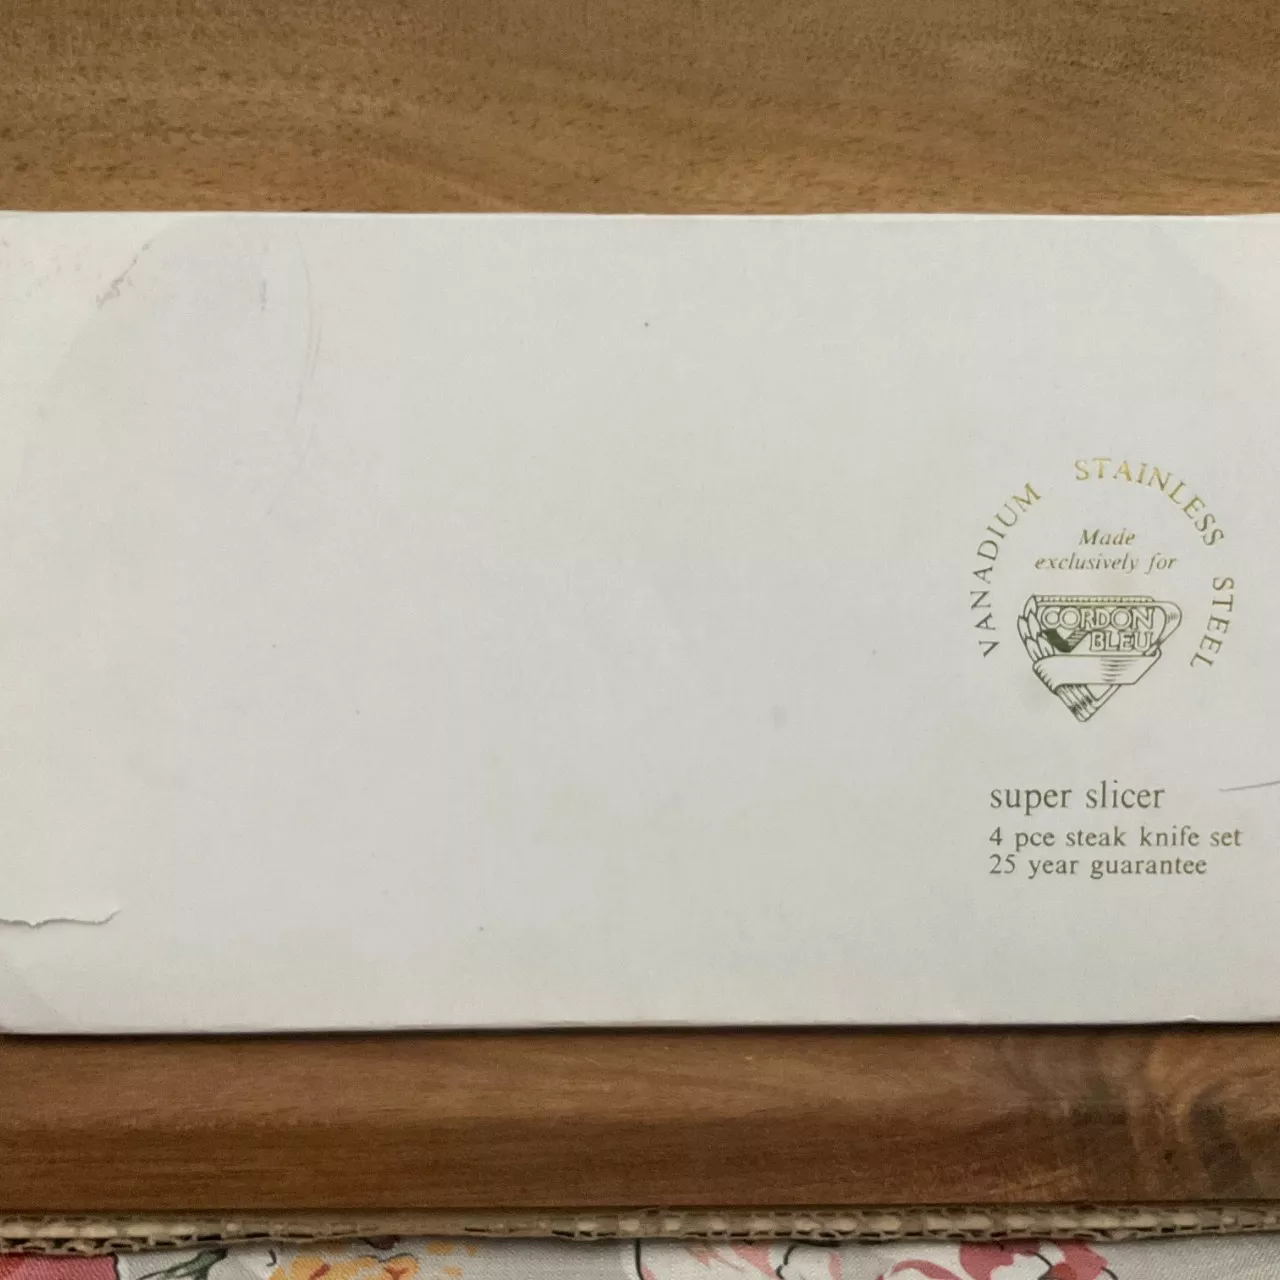 VANADIUM STAINLESS STEEL
Made
exclusively for
CORDON
BLEU
super slicer
4 pce steak knife set
25 year guarantee